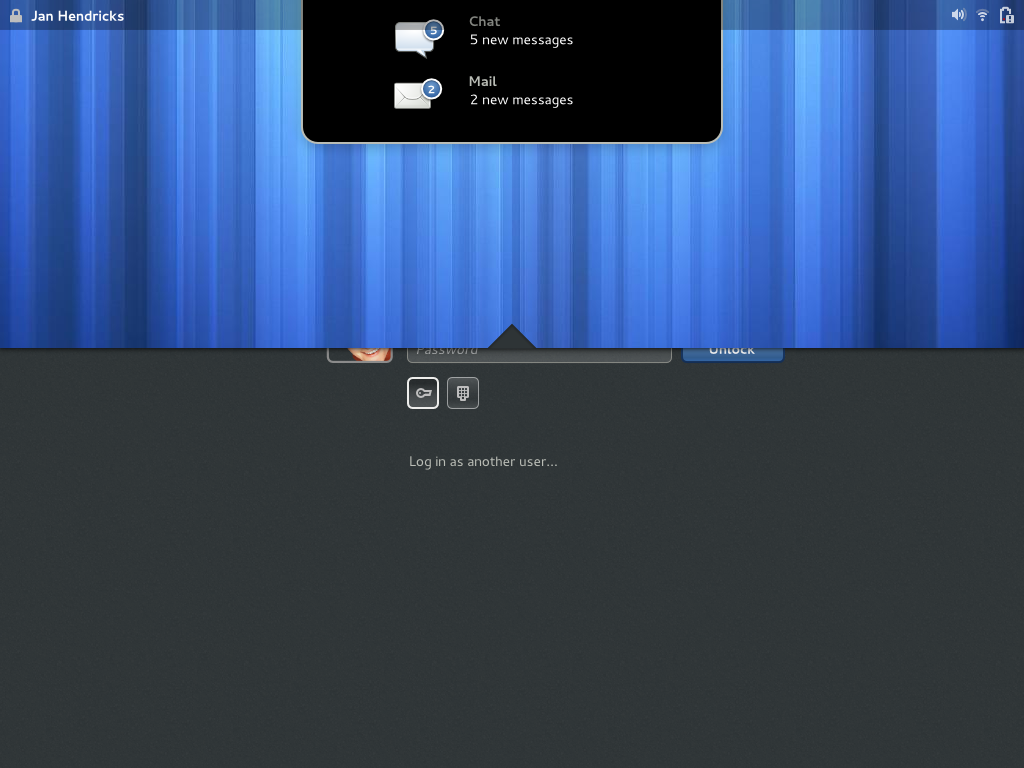 Jan Hendricks
Chat
5
5 new messages
Mail
2
2 new messages
Password
Unlock
Log in as another user...